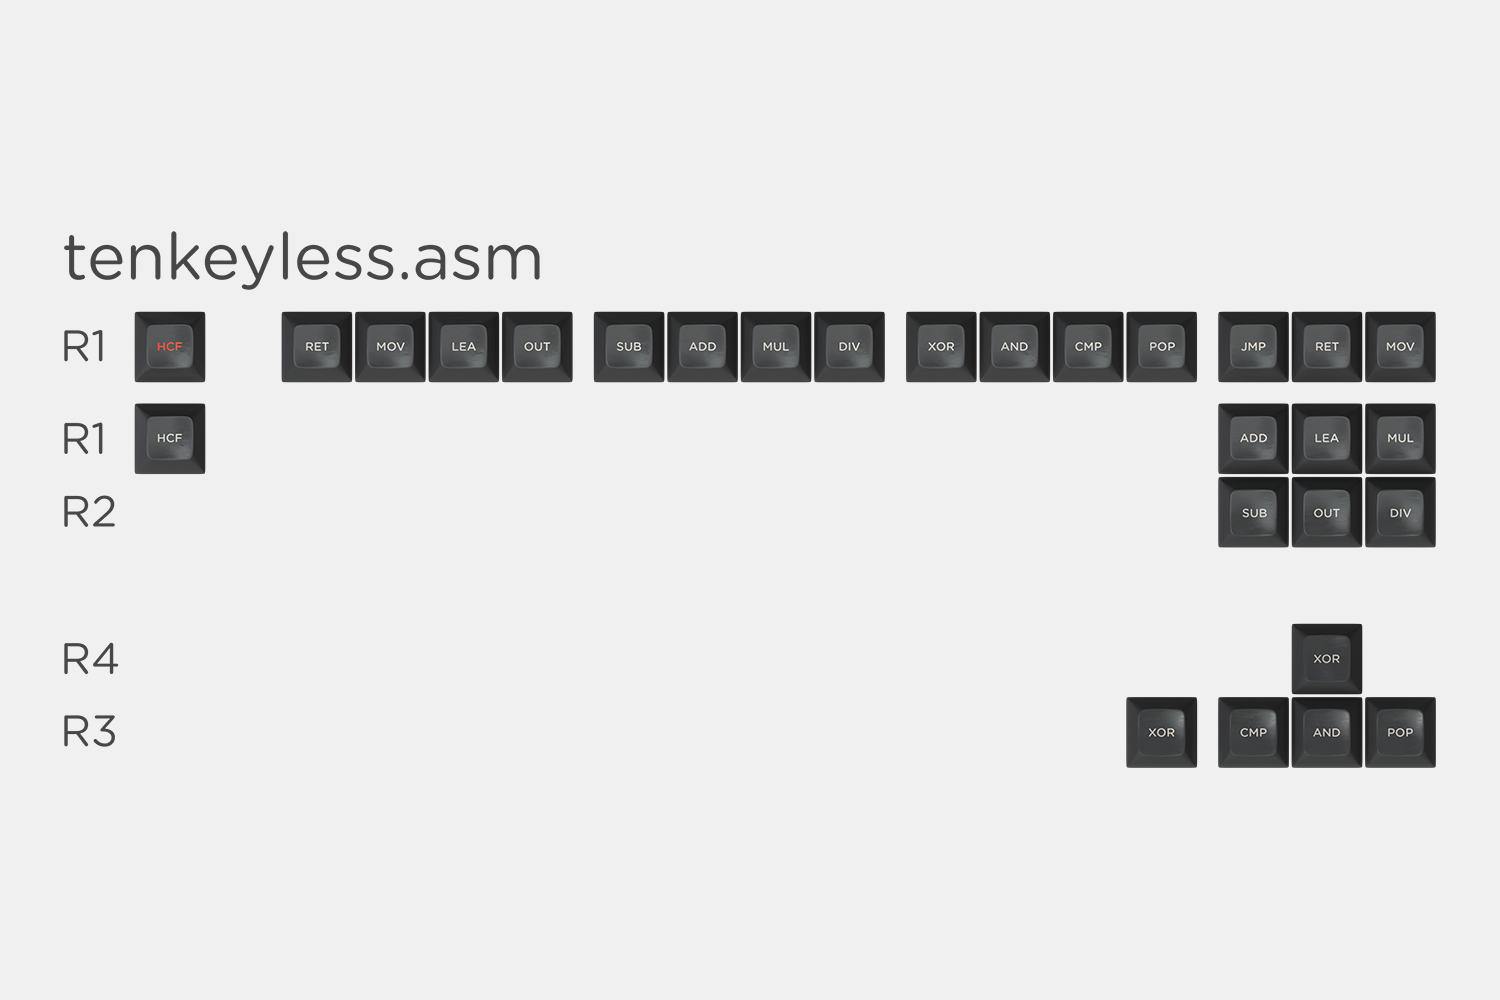 tenkeyless.asm
R1 HCF RET MOV LEA OUT SUB ADD MUL DIV XOR AND CMP POP JMP RET MOV
R1 HCF ADD LEA MUL
R2 SUB OUT DIV
R4 XOR
R3 XOR CMP AND POP